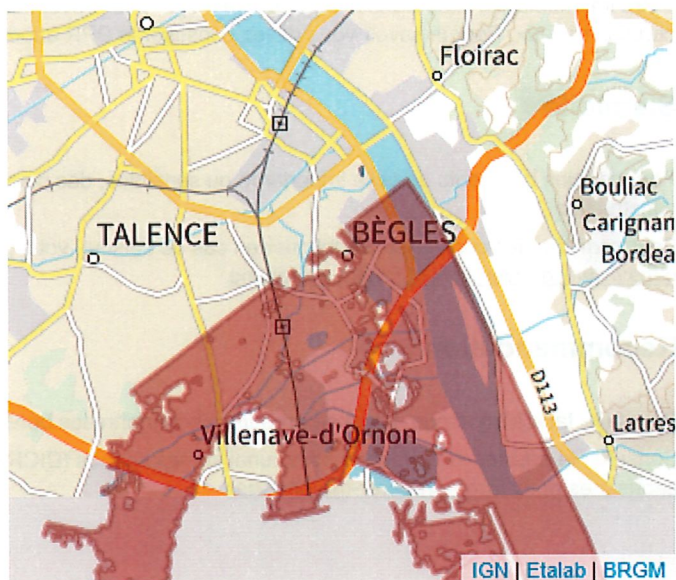 Floirac
Bouliac
Carignan
Bordea
TALENCE
BÈGLES
D113
Latres
Villenave-d'Ornon
IGN | Etalab | BRGM